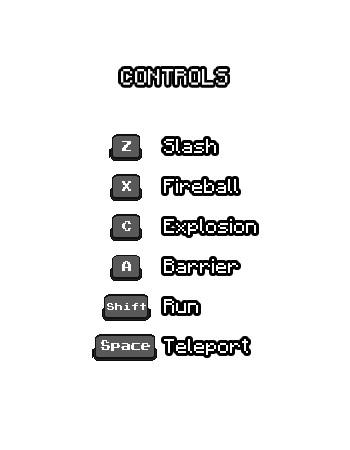 CONTROLS
Z Slash
X Fireball
C Explosion
A Barrier
Shift Run
Space Teleport